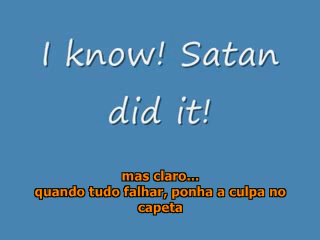 I know! Satan
did it!
mas claro...
quando tudo falhar, ponha a culpa no
capeta